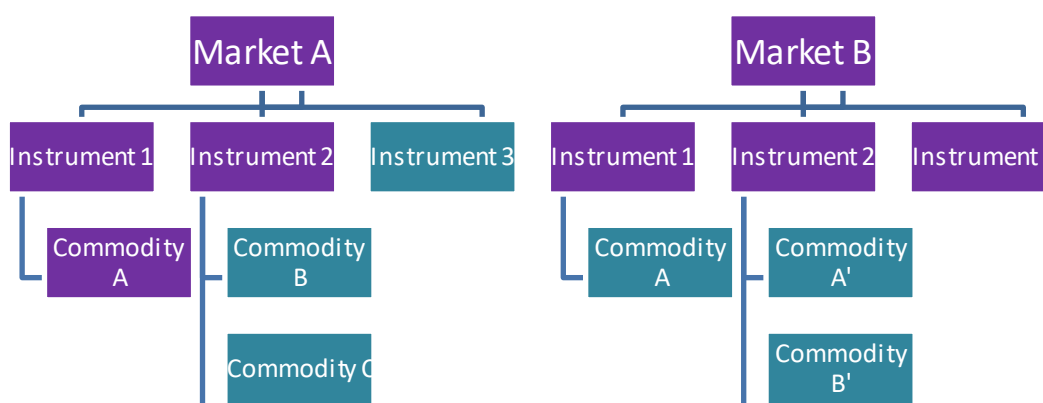 Market A
Market B
Instrument 1
Instrument 2
Instrument 3
Instrument 1
Instrument 2
Instrument
Commodity
A
Commodity
B
Commodity
A
Commodity
A'
Commodity
Commodity
B'